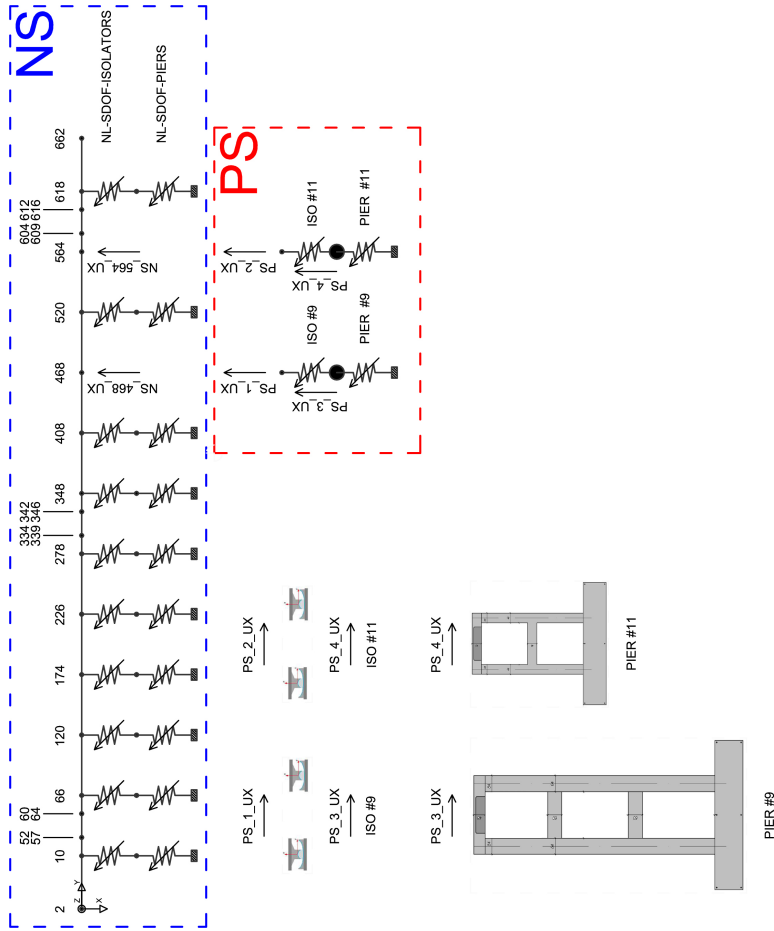 NS
52 60 334 342 604 612
57 64 339 346 609 616
2 10 66 120 174 226 278 348 408 468 520 564 618 662
Z Y
X
NL-SDOF-ISOLATORS
NS_468_UX
NS_564_UX
NL-SDOF-PIERS
PS
PS_1_UX
PS_2_UX
PS_3_UX
ISO #9
PS_4_UX
ISO #11
PIER #9
PIER #11
PS_1_UX
PS_2_UX
PS_3_UX
PS_4_UX
ISO #9
ISO #11
PS_3_UX
PS_4_UX
PIER #11
PIER #9